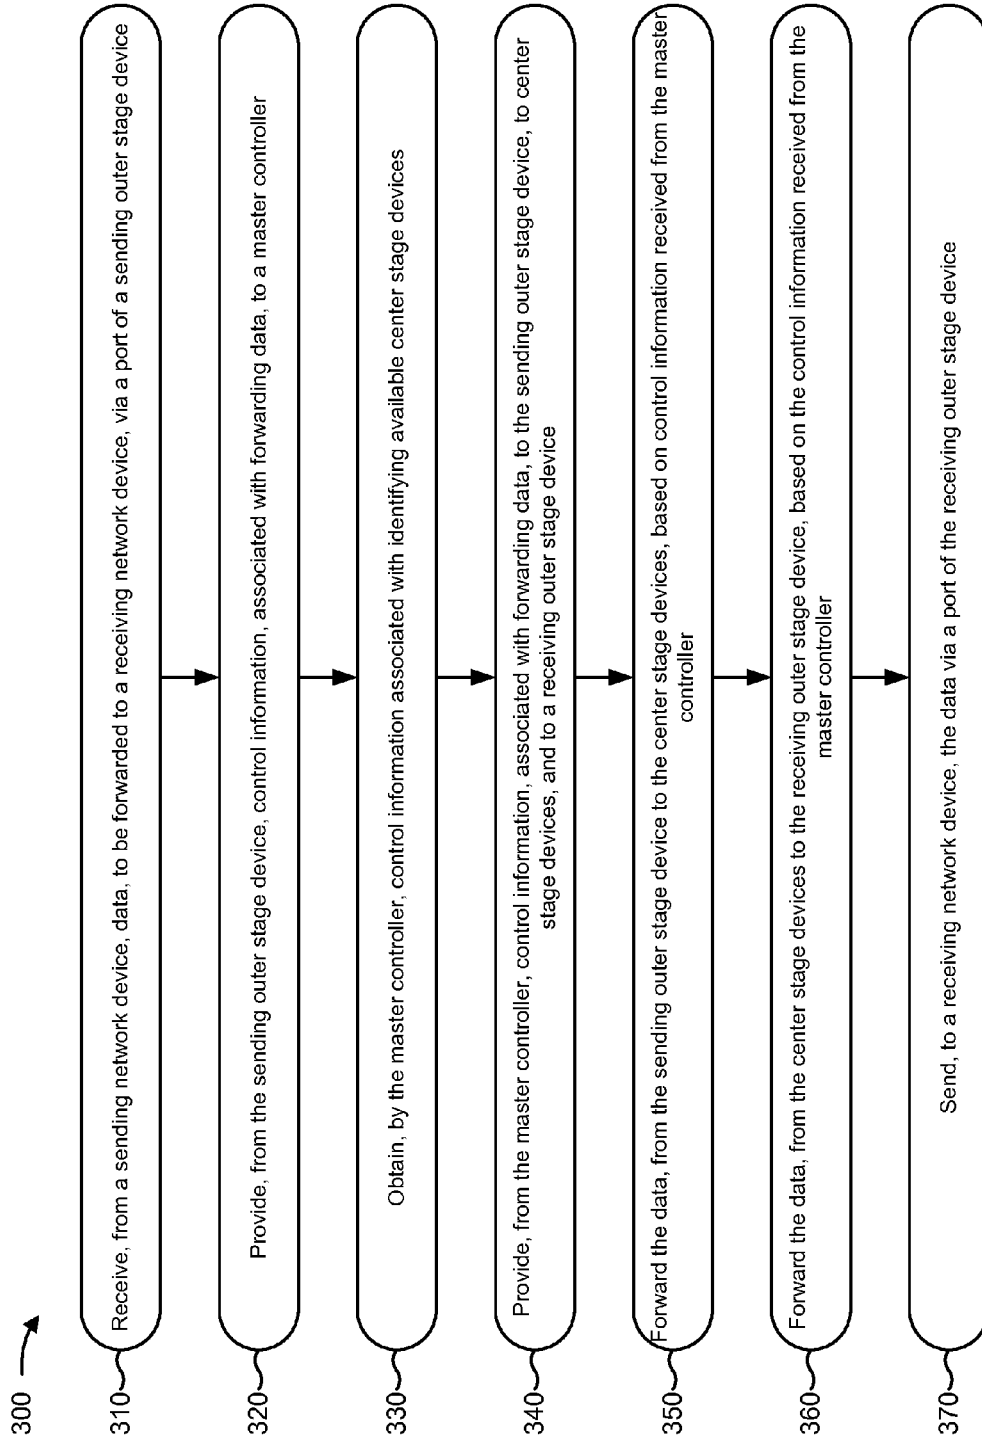 300
310
Receive, from a sending network device, data, to be forwarded to a receiving network device, via a port of a sending outer stage device
320
Provide, from the sending outer stage device, control information, associated with forwarding data, to a master controller
330
Obtain, by the master controller, control information associated with identifying available center stage devices
340
Provide, from the master controller, control information, associated with forwarding data, to the sending outer stage device, to center
stage devices, and to a receiving outer stage device
350
Forward the data, from the sending outer stage device to the center stage devices, based on control information received from the master
controller
360
Forward the data, from the center stage devices to the receiving outer stage device, based on the control information received from the
master controller
370
Send, to a receiving network device, the data via a port of the receiving outer stage device